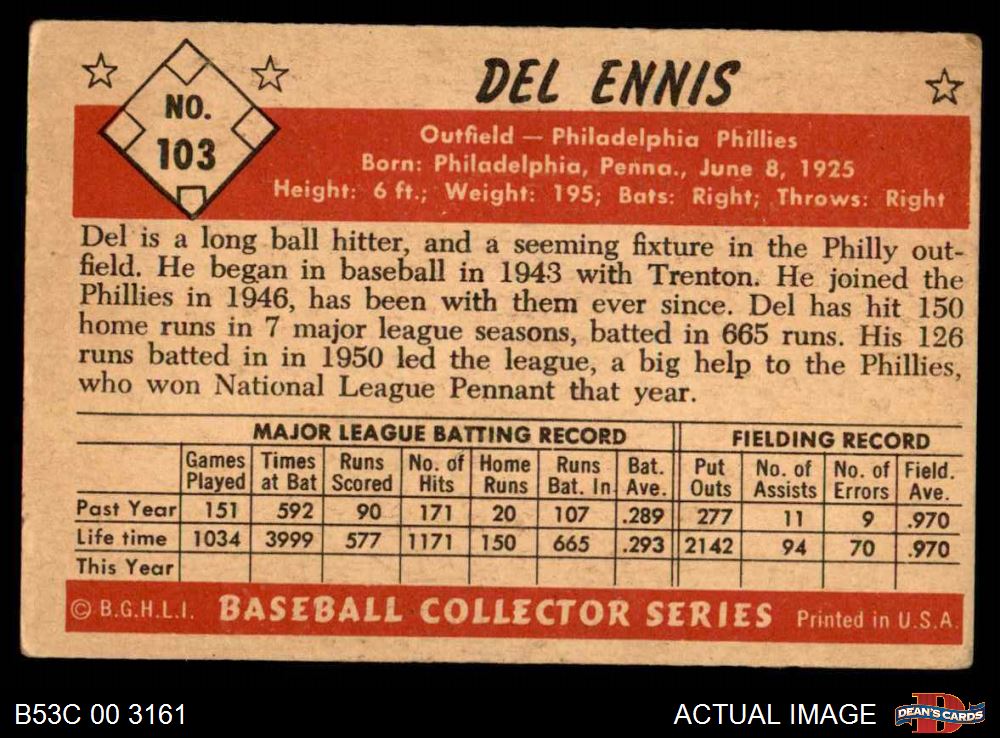 NO.
103
DEL ENNIS
Outfield — Philadelphia Phillies
Born: Philadelphia, Penna., June 8, 1925
Height: 6 ft.; Weight: 195; Bats: Right; Throws: Right
Del is a long ball hitter, and a seeming fixture in the Philly out-
field. He began in baseball in 1943 with Trenton. He joined the
Phillies in 1946, has been with them ever since. Del has hit 150
home runs in 7 major league seasons, batted in 665 runs. His 126
runs batted in in 1950 led the league, a big help to the Phillies,
who won National League Pennant that year.
MAJOR LEAGUE BATTING RECORD FIELDING RECORD
Games Times Runs No. of Home Runs Bat. Put No. of No. of Field.
Played at Bat Scored Hits Runs Bat. In Ave. Outs Assists Errors Ave.
Past Year 151 592 90 171 20 107 .289 277 11 9 .970
Life time 1034 3999 577 1171 150 665 .293 2142 94 70 .970
This Year
© B.G.H.L.I. BASEBALL COLLECTOR SERIES Printed in U.S.A.
B53C 00 3161 ACTUAL IMAGE DEAN'S CARDS